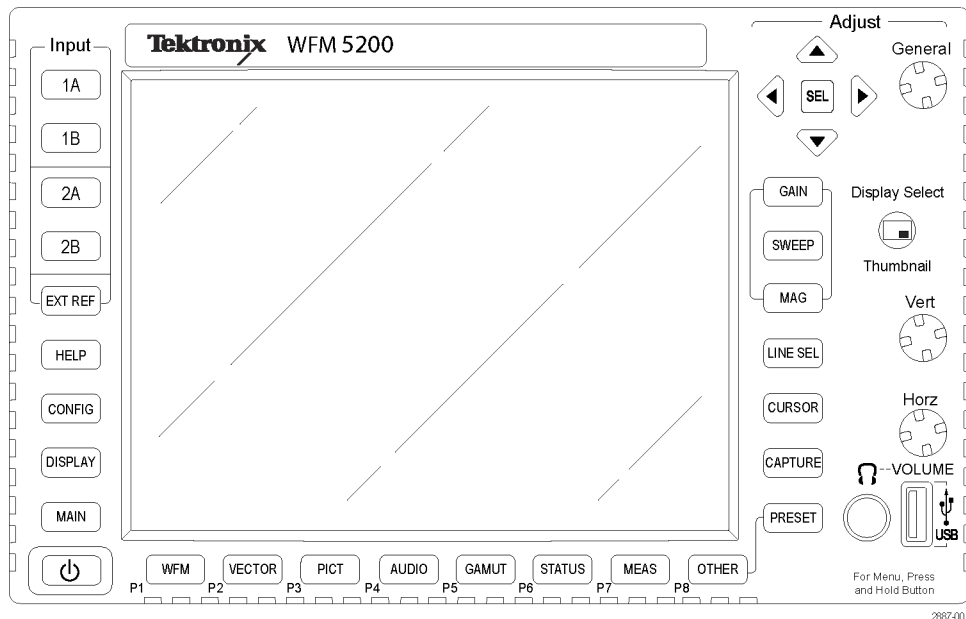 Adjust
Input
Tektronix WFM 5200
General
1A
SEL
1B
2A
GAIN
Display Select
2B
SWEEP
Thumbnail
EXT REF
MAG
Vert
HELP
LINE SEL
CONFIG
CURSOR
Horz
DISPLAY
CAPTURE
VOLUME
MAIN
PRESET
USB
WFM
VECTOR
PICT
AUDIO
GAMUT
STATUS
MEAS
OTHER
P1
P2
P3
P4
P5
P6
P7
P8
For Menu, Press
and Hold Button
2887-00